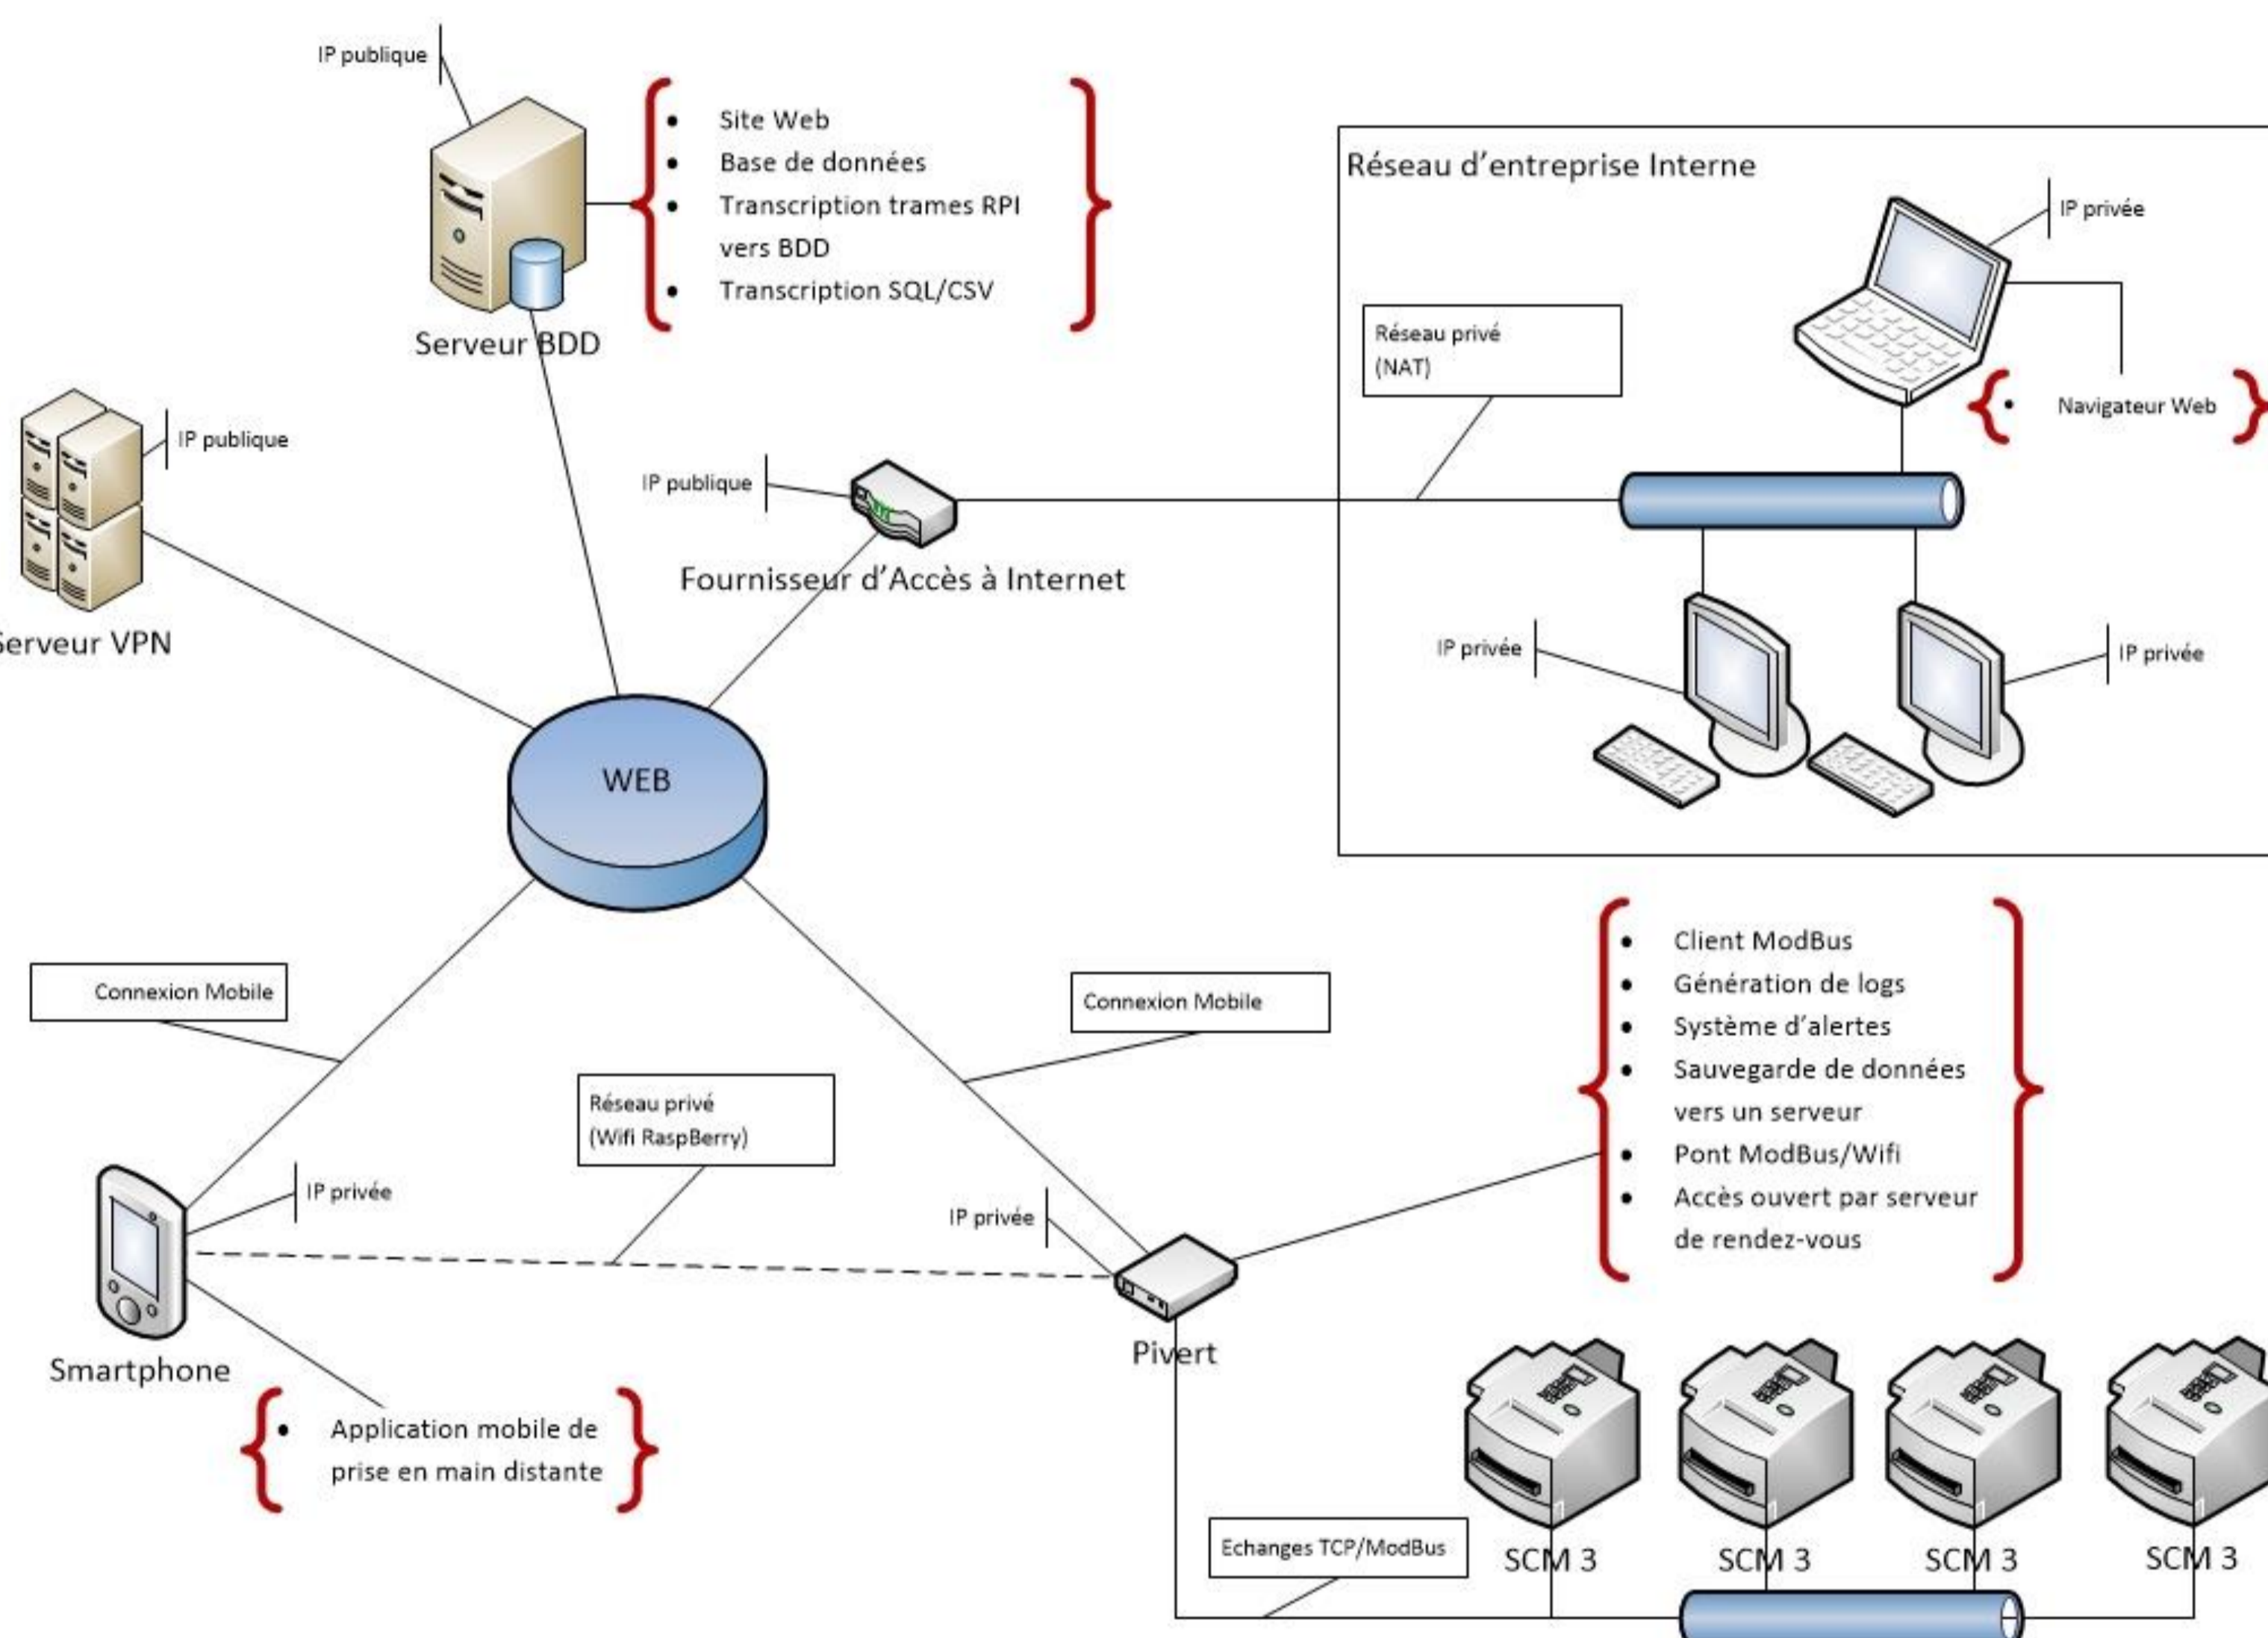 IP publique
Site Web
Base de données
Transcription trames RPI
vers BDD
Transcription SQL/CSV
Serveur BDD
Réseau d'entreprise Interne
IP privée
Réseau privé
(NAT)
Navigateur Web
IP publique
Serveur VPN
IP publique
Fournisseur d'Accès à Internet
IP privée
IP privée
WEB
Connexion Mobile
Connexion Mobile
Client ModBus
Génération de logs
Système d'alertes
Sauvegarde de données
vers un serveur
Pont ModBus/Wifi
Accès ouvert par serveur
de rendez-vous
Réseau privé
(Wifi RaspBerry)
IP privée
IP privée
Pivert
Smartphone
Application mobile de
prise en main distante
Echanges TCP/ModBus
SCM 3
SCM 3
SCM 3
SCM 3